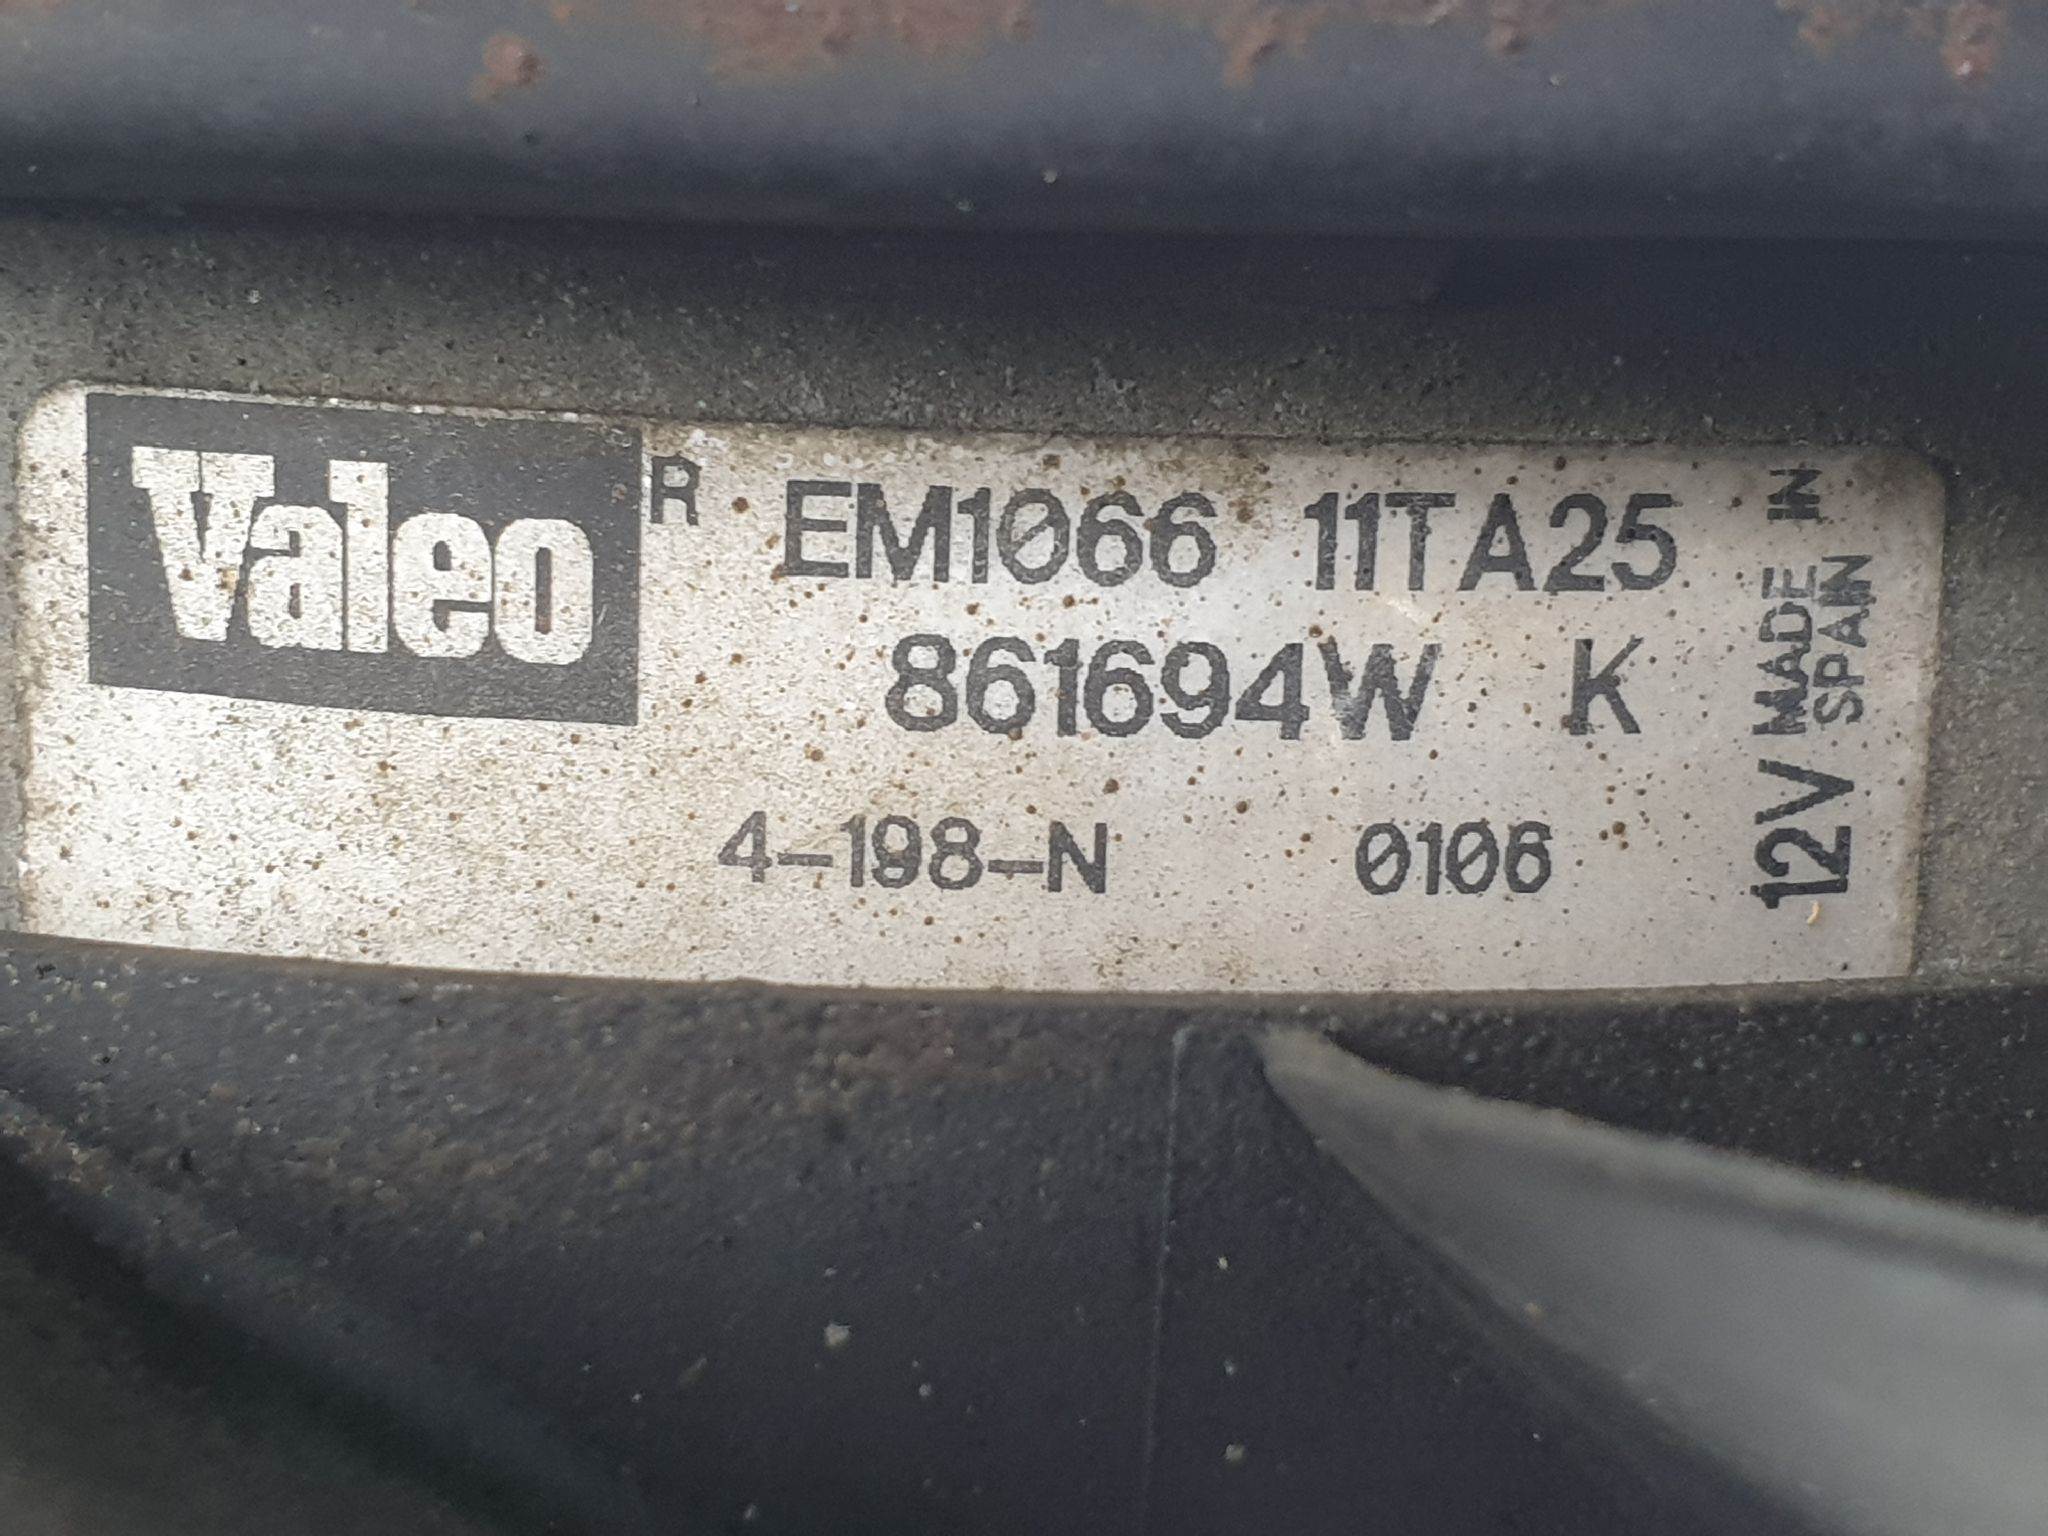 Valeo R EM1066 11TA25
861694W K
4-198-N 0106
12V MADE IN
SPAIN